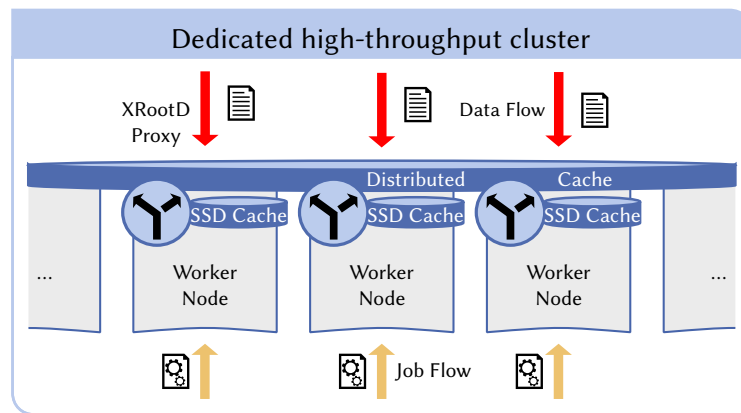 Dedicated high-throughput cluster
XRootD
Proxy
Data Flow
Distributed Cache
SSD Cache SSD Cache SSD Cache
... Worker Worker Worker ...
Node Node Node
Job Flow